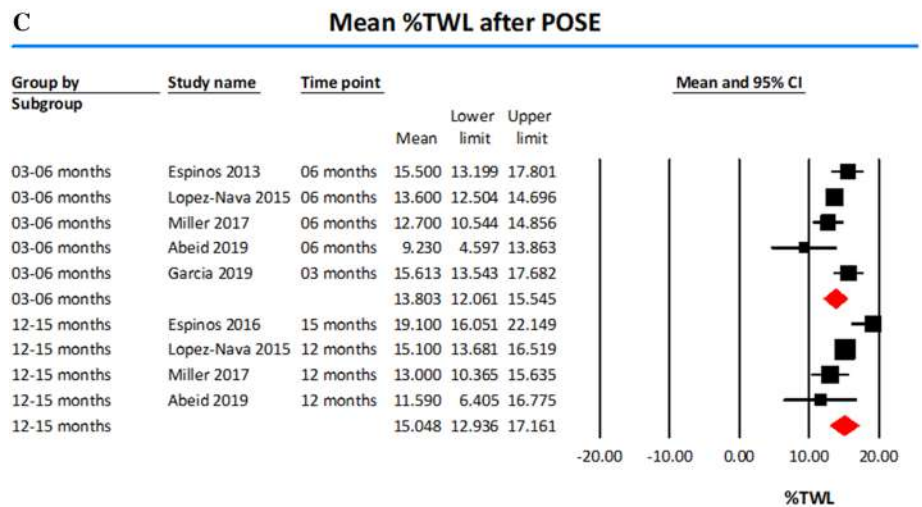 C
Mean %TWL after POSE
Group by Study name Time point Mean and 95% CI
Subgroup
Lower Upper
Mean limit limit
03-06 months Espinos 2013 06 months 15.500 13.199 17.801
03-06 months Lopez-Nava 2015 06 months 13.600 12.504 14.696
03-06 months Miller 2017 06 months 12.700 10.544 14.856
03-06 months Abeid 2019 06 months 9.230 4.597 13.863
03-06 months Garcia 2019 03 months 15.613 13.543 17.682
03-06 months 13.803 12.061 15.545
12-15 months Espinos 2016 15 months 19.100 16.051 22.149
12-15 months Lopez-Nava 2015 12 months 15.100 13.681 16.519
12-15 months Miller 2017 12 months 13.000 10.365 15.635
12-15 months Abeid 2019 12 months 11.590 6.405 16.775
12-15 months 15.048 12.936 17.161
-20.00 -10.00 0.00 10.00 20.00
%TWL